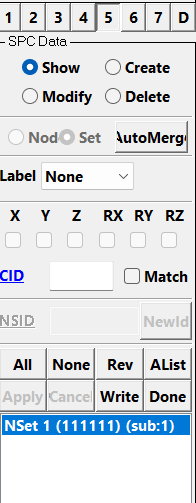 1 2 3 4 5 6 7 D
SPC Data
Show Create
Modify Delete
Nod Set AutoMerg
Label None
X Y Z RX RY RZ
CID Match
NSID NewId
All None Rev AList
Apply Cancel Write Done
NSet 1 (111111) (sub:1)